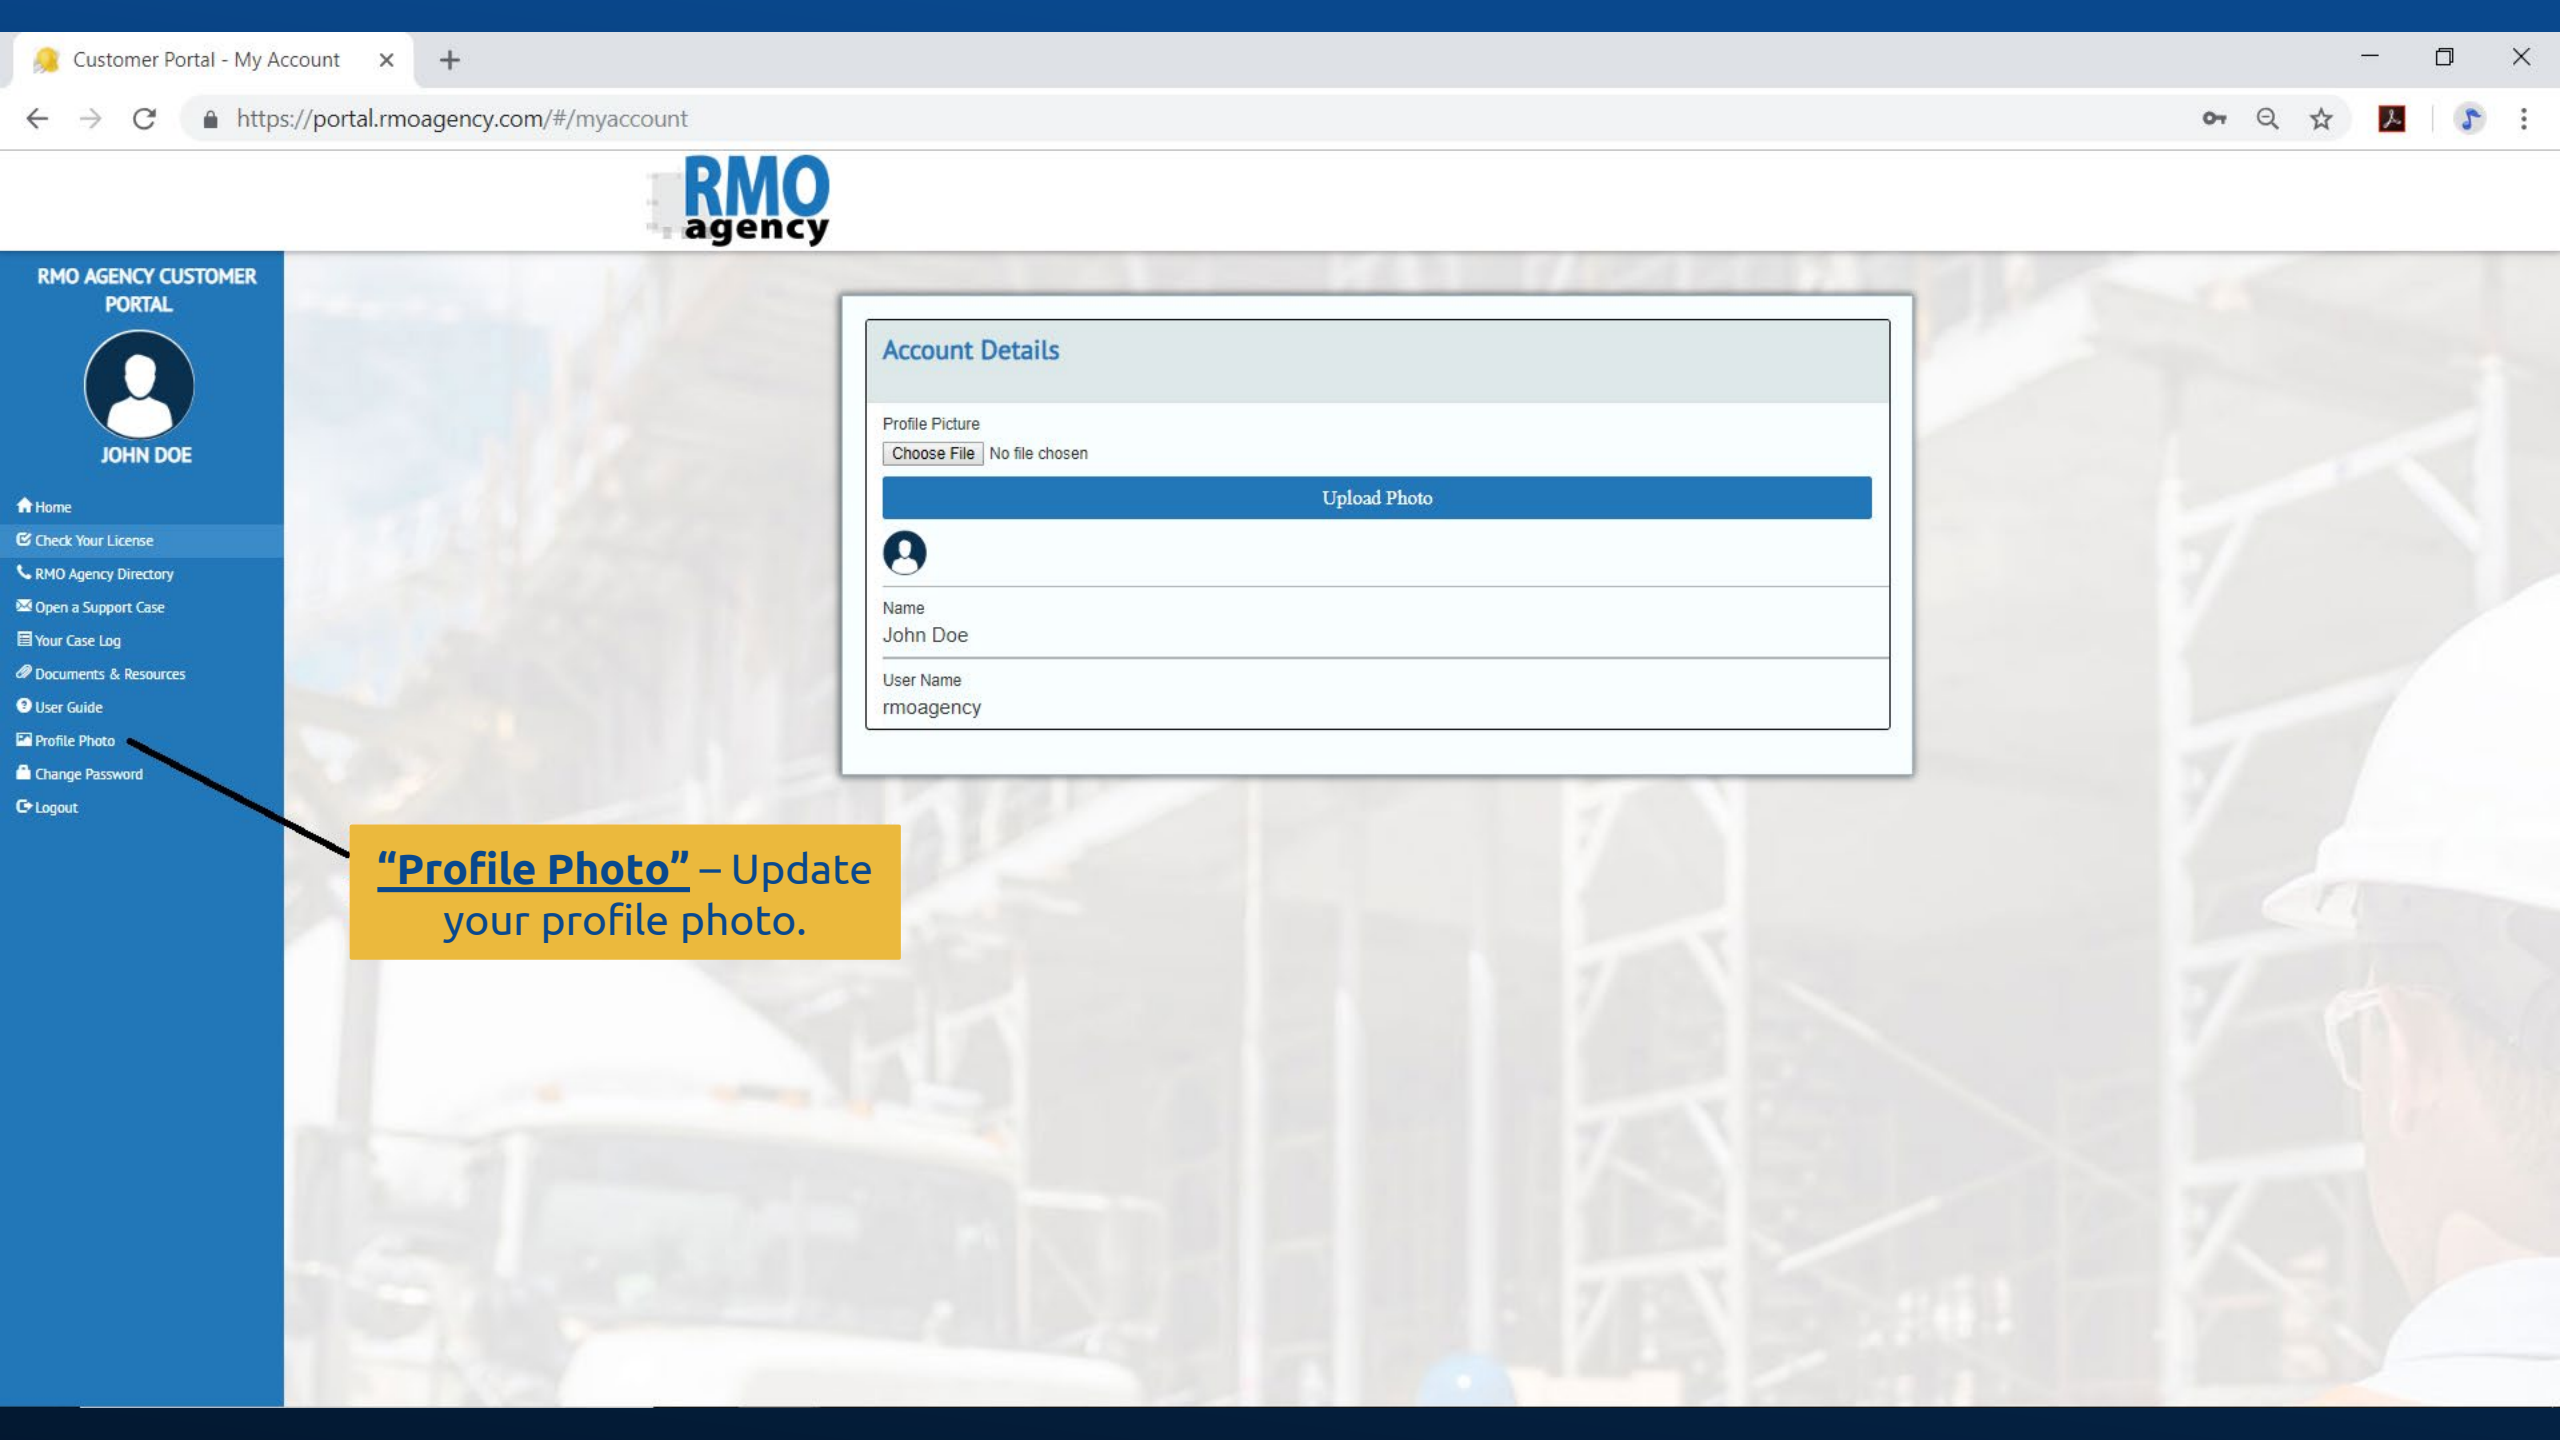 Customer Portal - My Account
https://portal.rmoagency.com/#/myaccount
RMO
agency
RMO AGENCY CUSTOMER
PORTAL
JOHN DOE
Home
Check Your License
RMO Agency Directory
Open a Support Case
Your Case Log
Documents & Resources
User Guide
Profile Photo
Change Password
Logout
Account Details
Profile Picture
Choose File No file chosen
Upload Photo
Name
John Doe
User Name
rmoagency
“Profile Photo” – Update
your profile photo.